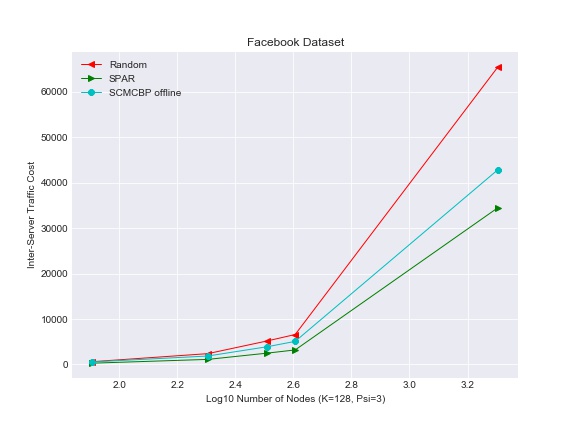 Facebook Dataset
Random
SPAR
SCMCBP offline
Inter-Server Traffic Cost
60000
50000
40000
30000
20000
10000
0
2.0 2.2 2.4 2.6 2.8 3.0 3.2
Log10 Number of Nodes (K=128, Psi=3)